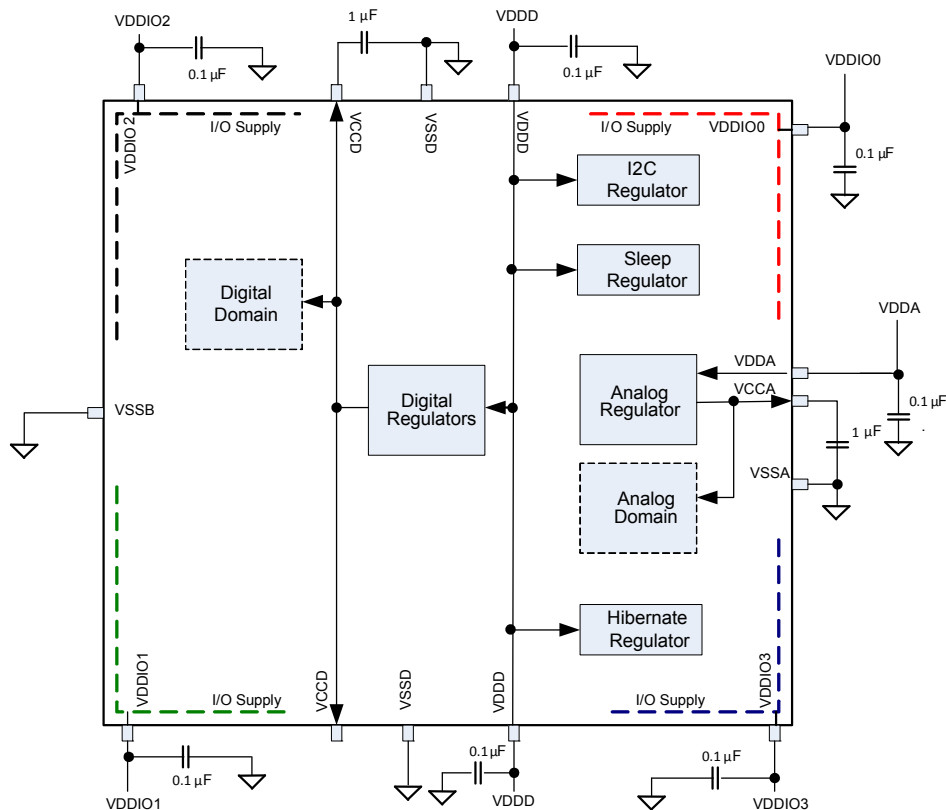 VDDIO2
1 µF
VDDD
0.1 µF
0.1 µF
VDDIO0
0.1 µF
I/O Supply
I/O Supply
VDDIO0
VDDIO2
VCCD
VSSD
VDDD
I2C
Regulator
Sleep
Regulator
Digital
Domain
VDDA
VDDA
VCCA
Digital
Regulators
Analog
Regulator
0.1 µF
1 µF
VSSB
VSSA
Analog
Domain
Hibernate
Regulator
VDDIO1
VCCD
VSSD
VDDD
VDDIO3
I/O Supply
I/O Supply
0.1 µF
0.1µF
0.1 µF
VDDIO1
VDDD
VDDIO3